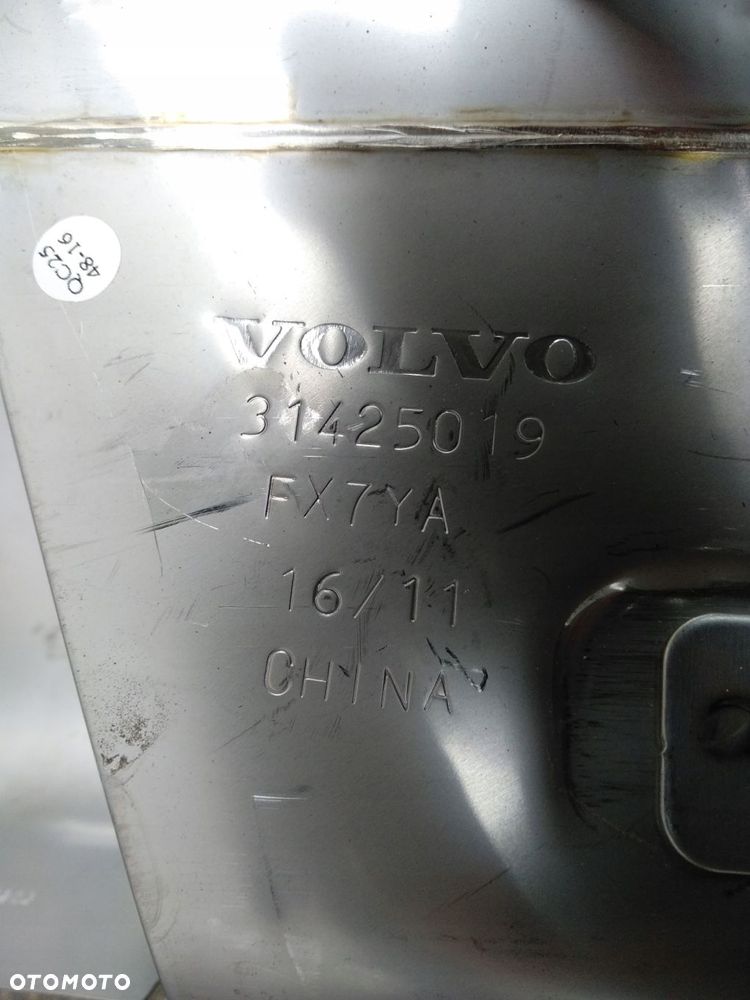 QC25
48-16
VOLVO
31425019
FX7YA
16/11
CHINA
OTOMOTO